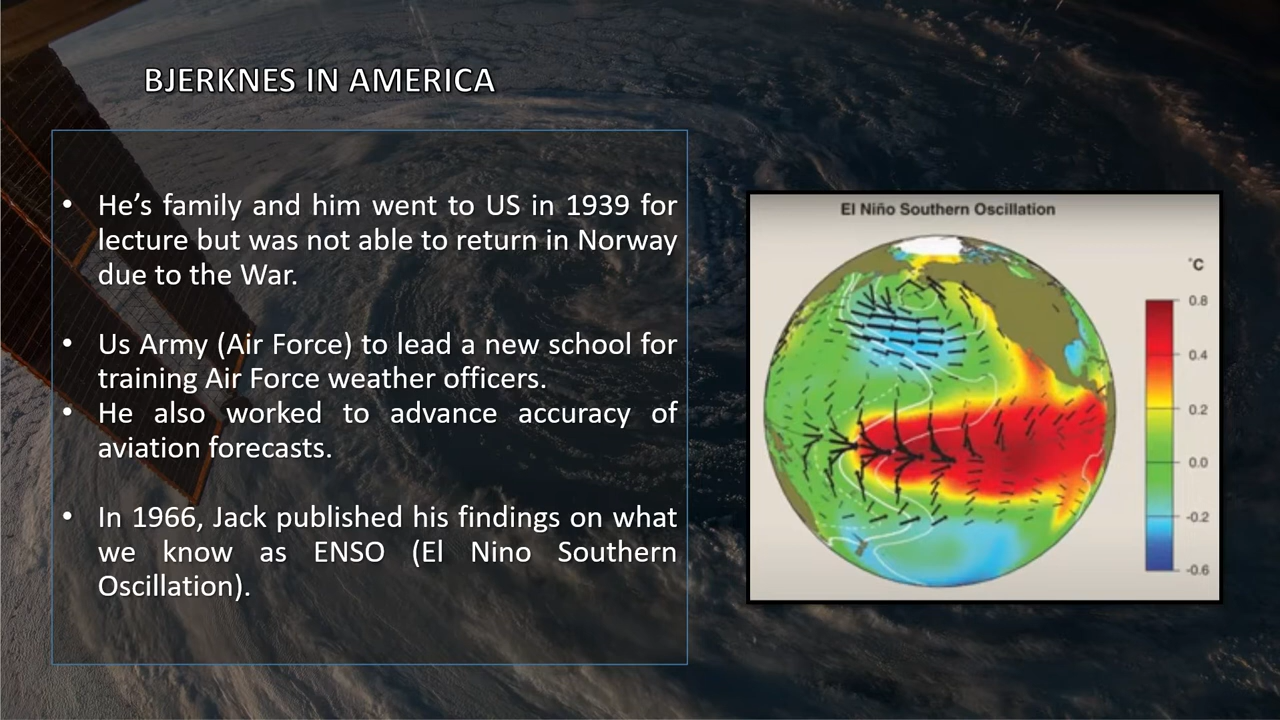 BJERKNES IN AMERICA
• He’s family and him went to US in 1939 for
lecture but was not able to return in Norway
due to the War.
• Us Army (Air Force) to lead a new school for
training Air Force weather officers.
• He also worked to advance accuracy of
aviation forecasts.
• In 1966, Jack published his findings on what
we know as ENSO (El Nino Southern
Oscillation).
El Niño Southern Oscillation
°C
0.8
0.4
0.2
0.0
-0.2
-0.6